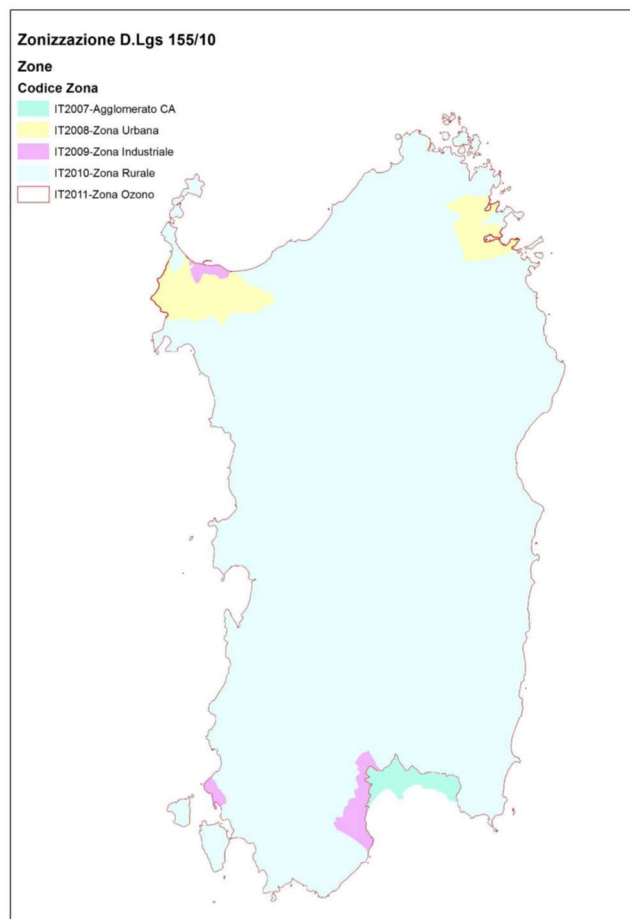 Zonizzazione D.Lgs 155/10
Zone
Codice Zona
IT2007-Agglomerato CA
IT2008-Zona Urbana
IT2009-Zona Industriale
IT2010-Zona Rurale
IT2011-Zona Ozono